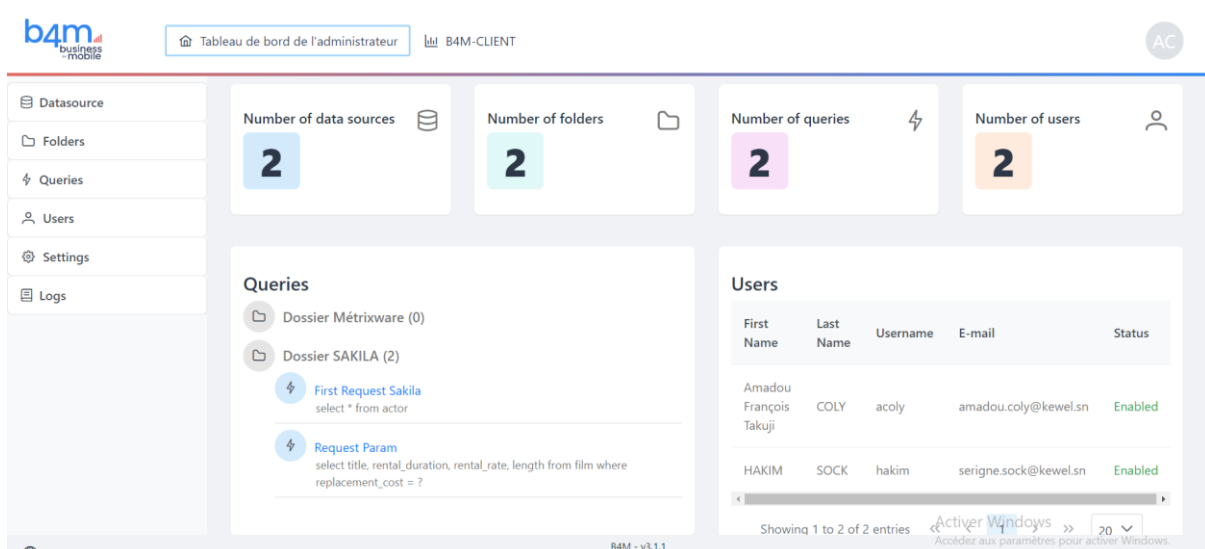 b4m
business
-mobile
Tableau de bord de l'administrateur
B4M-CLIENT
AC
Datasource
Folders
Queries
Users
Settings
Logs
Number of data sources
2
Number of folders
2
Number of queries
2
Number of users
2
Queries
Dossier Métrixware (0)
Dossier SAKILA (2)
First Request Sakila
select * from actor
Request Param
select title, rental_duration, rental_rate, length from film where
replacement_cost = ?
Users
First Name Last Name Username E-mail Status
Amadou François Takuji COLY acoly amadou.coly@kewel.sn Enabled
HAKIM SOCK hakim serigne.sock@kewel.sn Enabled
Showing 1 to 2 of 2 entries « < 1 > » 20
Activer Windows
Accédez aux paramètres pour activer Windows.
B4M - v3.1.1